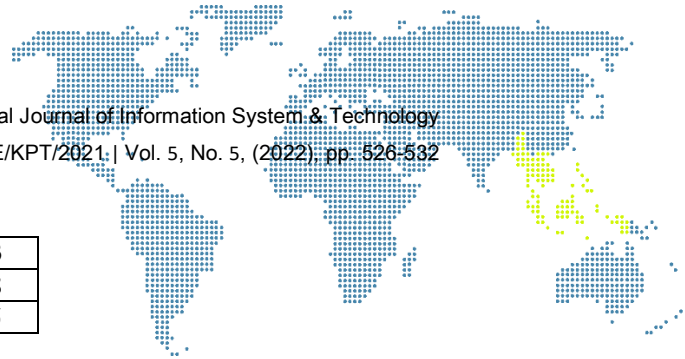 al Journal of Information System & Technology
E/KPT/2021 | Vol. 5, No. 5, (2022), pp. 526-532